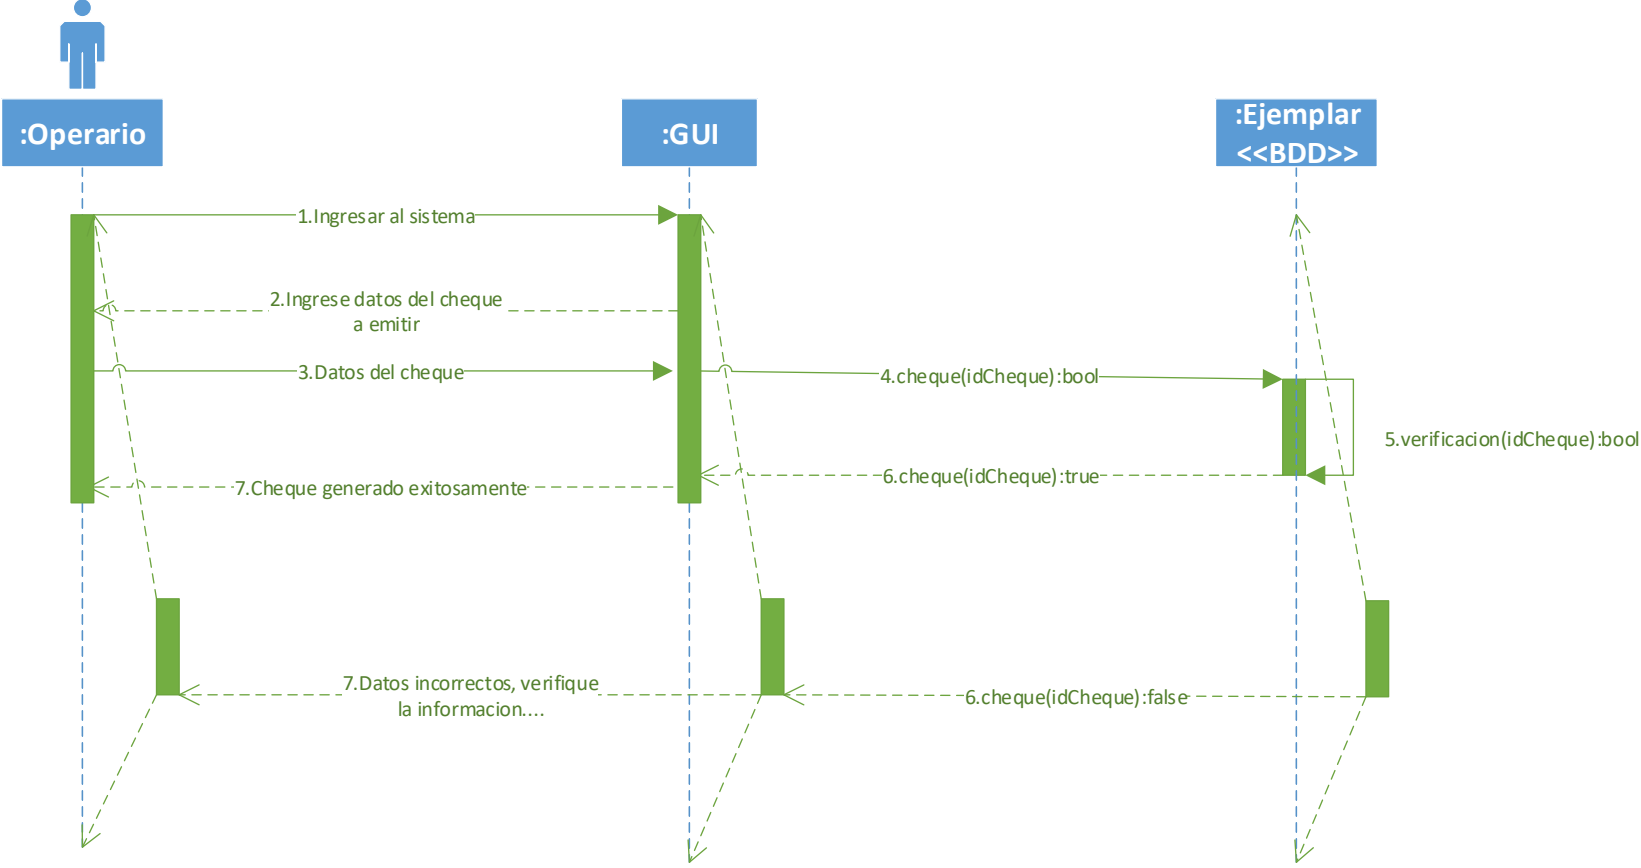 :Operario
:GUI
:Ejemplar
<<BDD>>
1.Ingresar al sistema
2.Ingrese datos del cheque
a emitir
3.Datos del cheque
4.cheque(idCheque):bool
5.verificacion(idCheque):bool
6.cheque(idCheque):true
7.Cheque generado exitosamente
7.Datos incorrectos, verifique
la informacion....
6.cheque(idCheque):false